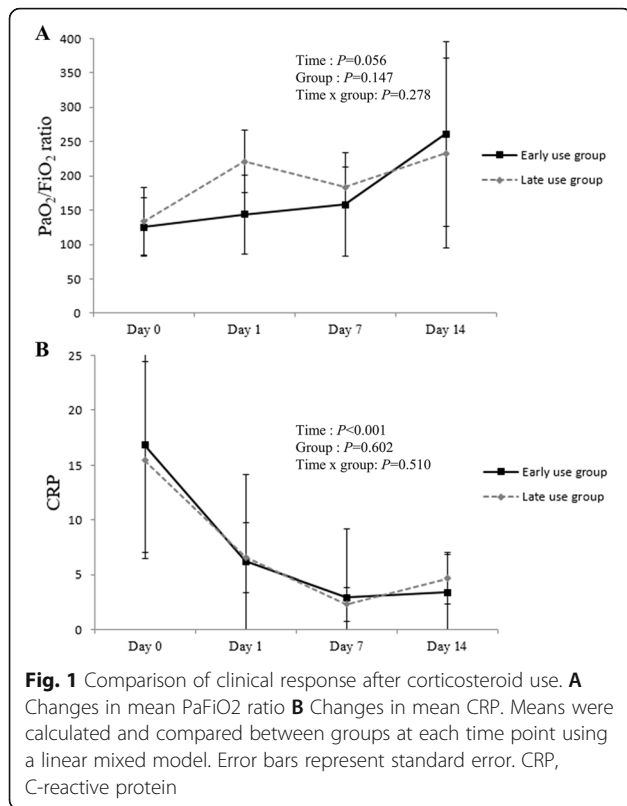 A
400
350
300
250
200
150
100
50
0
PaO₂/FiO₂ ratio
Time : P=0.056
Group : P=0.147
Time x group: P=0.278
Early use group
Late use group
Day 0 Day 1 Day 7 Day 14
B
25
20
15
10
5
0
CRP
Time : P<0.001
Group : P=0.602
Time x group: P=0.510
Early use group
Late use group
Day 0 Day 1 Day 7 Day 14
Fig. 1 Comparison of clinical response after corticosteroid use. A
Changes in mean PaFiO2 ratio B Changes in mean CRP. Means were
calculated and compared between groups at each time point using
a linear mixed model. Error bars represent standard error. CRP,
C-reactive protein